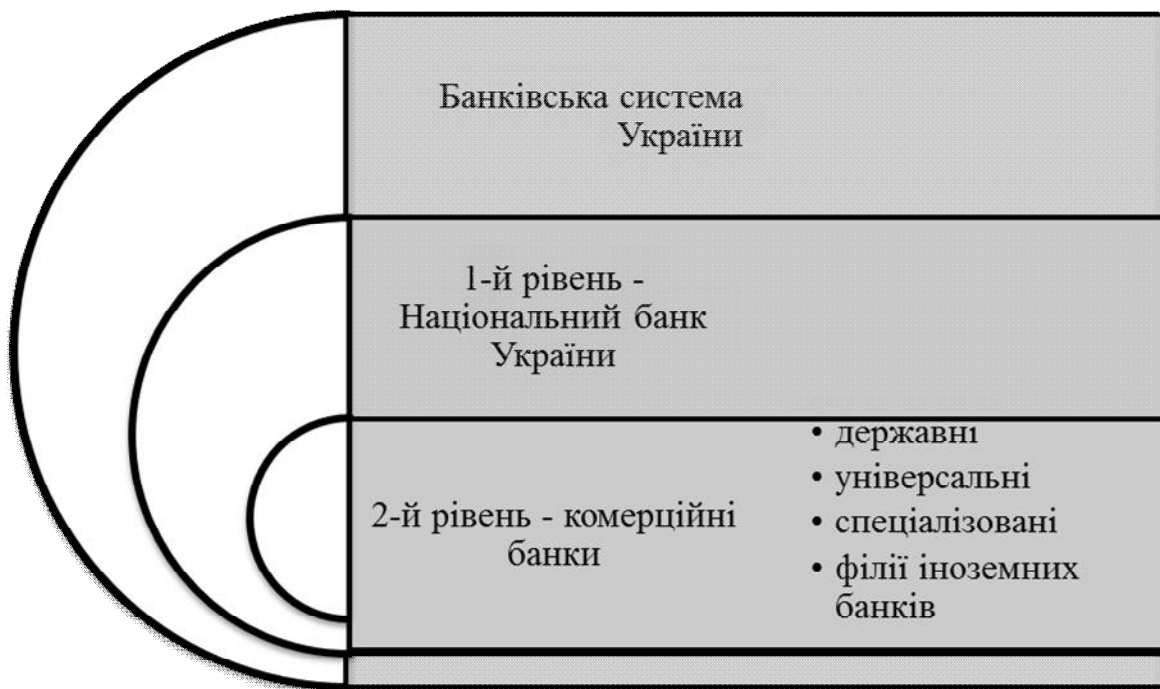 Банківська система
України
1-й рівень -
Національний банк
України
2-й рівень - комерційні
банки
• державні
• універсальні
• спеціалізовані
• філії іноземних
банків